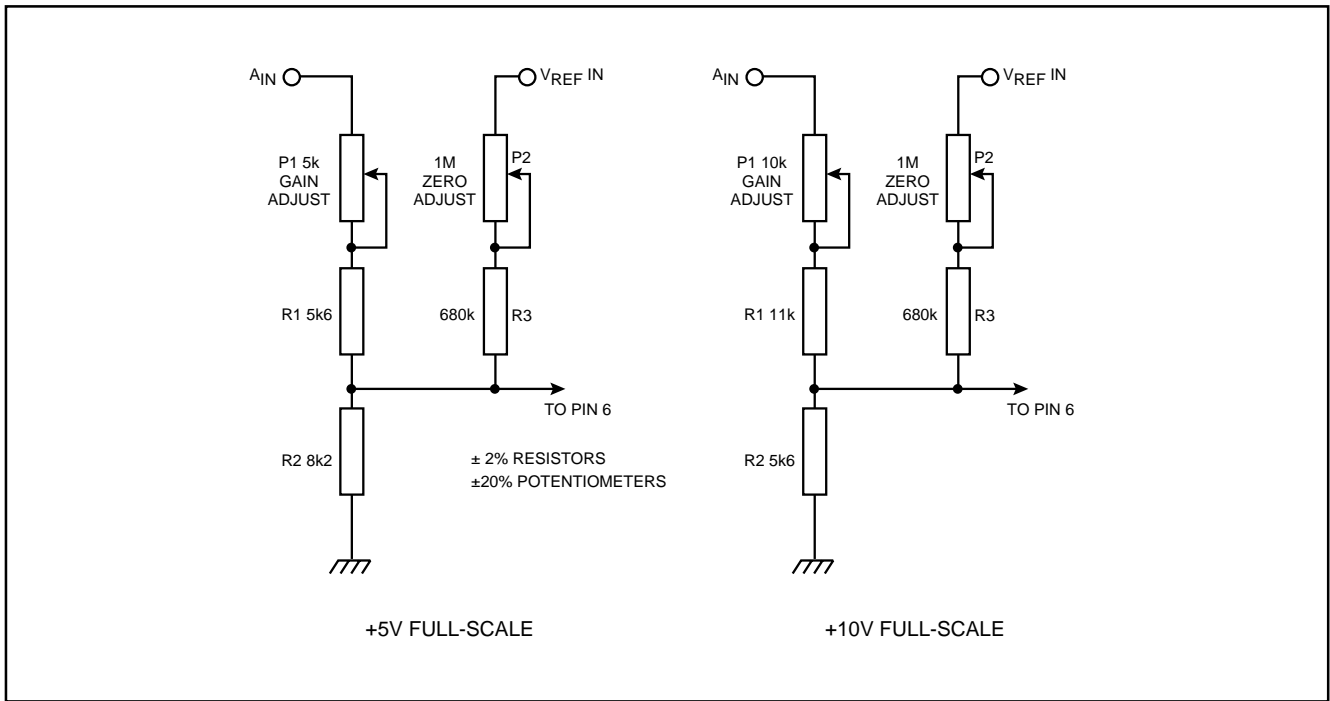 AIN
VREF IN
P1 5k
GAIN
ADJUST
1M
ZERO
ADJUST
P2
R1 5k6
680k
R3
TO PIN 6
R2 8k2
± 2% RESISTORS
±20% POTENTIOMETERS
+5V FULL-SCALE
AIN
VREF IN
P1 10k
GAIN
ADJUST
1M
ZERO
ADJUST
P2
R1 11k
680k
R3
TO PIN 6
R2 5k6
+10V FULL-SCALE